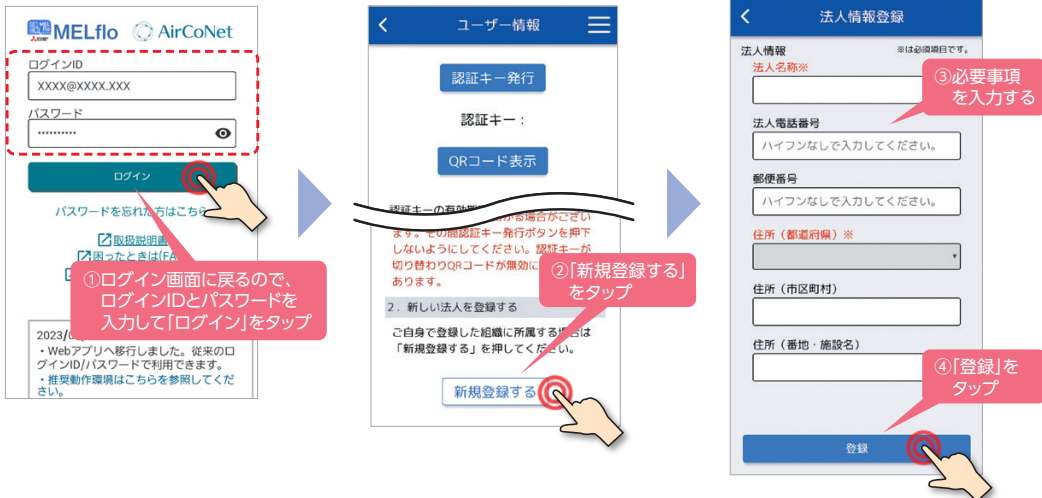 MELflo AirCoNet
ログインID
XXXX@XXXX.XXX
パスワード
••••••••••
ログイン
パスワードを忘れた方はこちら
取扱説明書
困ったときは(FA
①ログイン画面に戻るので、
ログインIDとパスワードを
入力して「ログイン」をタップ
2023/0
・Webアプリへ移行しました。従来のロ
グインID/パスワードで利用できます。
・推奨動作環境はこちらを参照してくだ
さい。
ユーザー情報
認証キー発行
認証キー：
QRコード表示
認証キーの有効期
かる場合がござい
ます。その間認証キー発行ボタンを押下
しないようにしてください。認証キーが
切り替わりQRコードが無効に
あります。
②「新規登録する」
をタップ
2．新しい法人を登録する
ご自身で登録した組織に所属する場合は
「新規登録する」を押してください。
新規登録する
法人情報登録
法人情報
※は必須項目です。
法人名称※
③必要事項
を入力する
法人電話番号
ハイフンなしで入力してください。
郵便番号
ハイフンなしで入力してください。
住所（都道府県）※
住所（市区町村）
住所（番地・施設名）
④「登録」を
タップ
登録